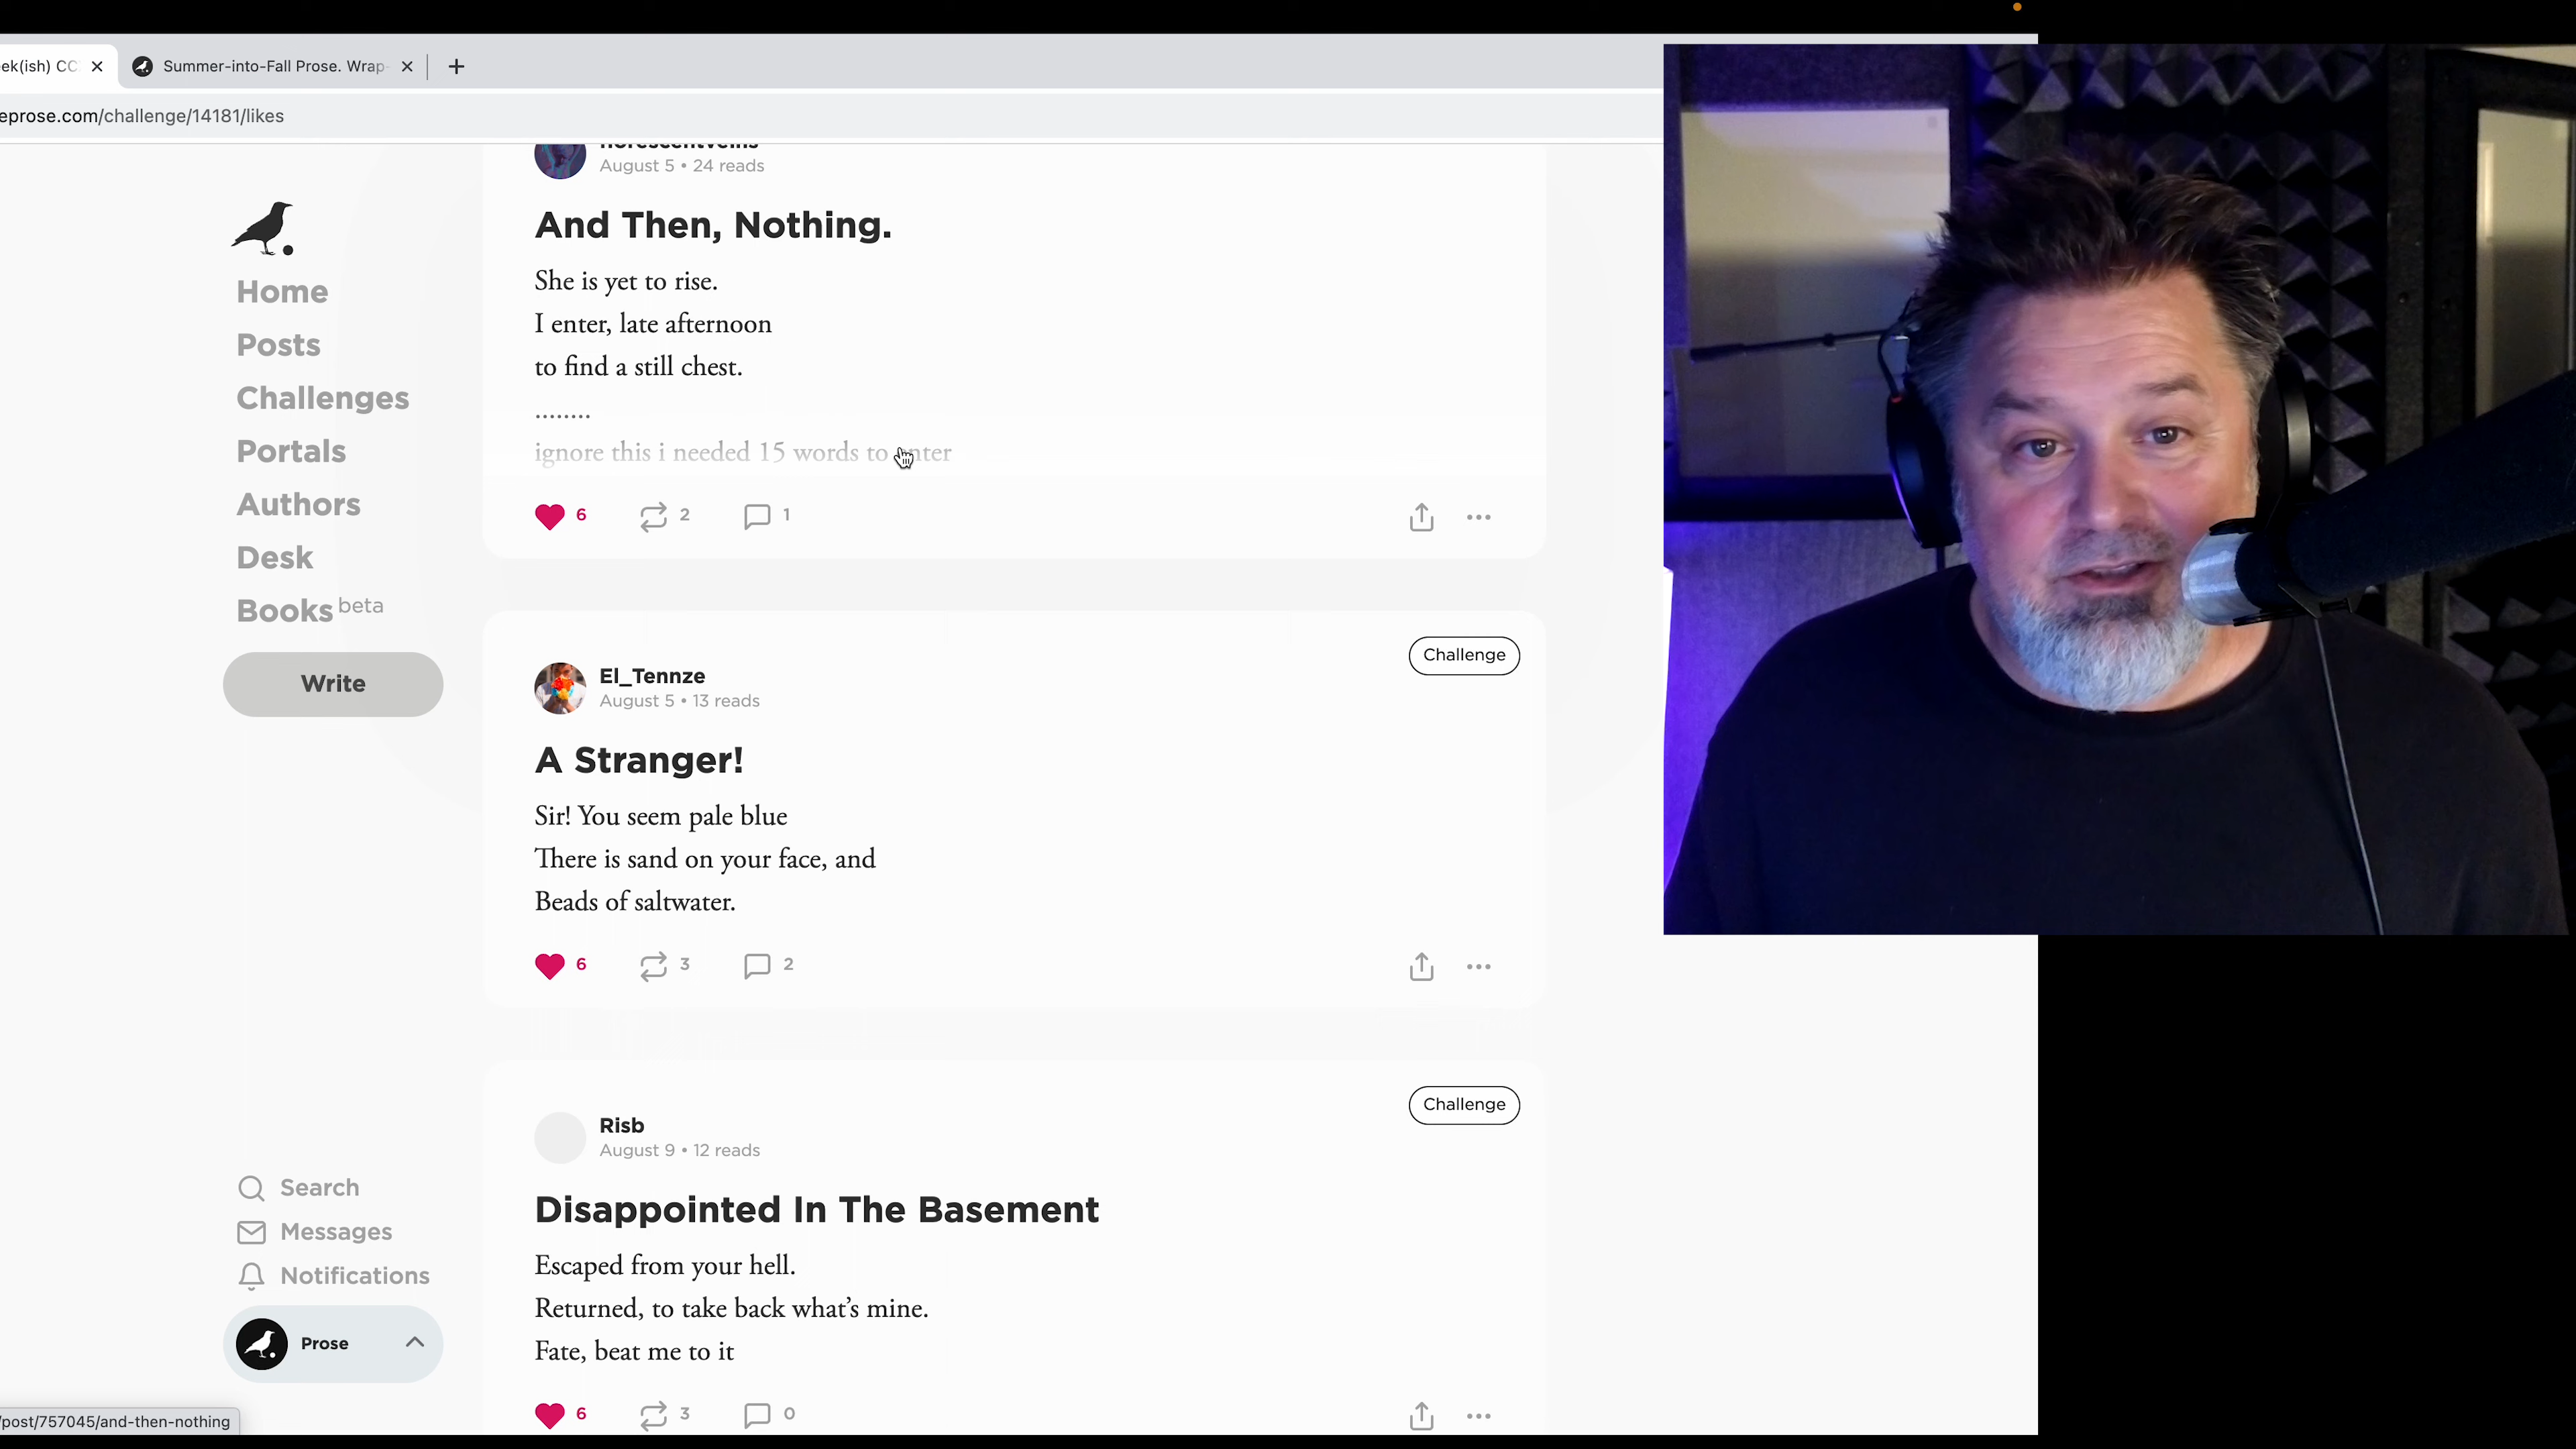 ek(ish) CC
Summer-into-Fall Prose. Wrap-
eprose.com/challenge/14181/likes
August 5 • 24 reads
And Then, Nothing.
She is yet to rise.
I enter, late afternoon
to find a still chest.
........
ignore this i needed 15 words to enter
6
2
1
Home
Posts
Challenges
Portals
Authors
Desk
Books beta
Write
Challenge
El_Tennze
August 5 • 13 reads
A Stranger!
Sir! You seem pale blue
There is sand on your face, and
Beads of saltwater.
6
3
2
Challenge
Risb
August 9 • 12 reads
Disappointed In The Basement
Escaped from your hell.
Returned, to take back what’s mine.
Fate, beat me to it
6
3
0
Search
Messages
Notifications
Prose
/post/757045/and-then-nothing